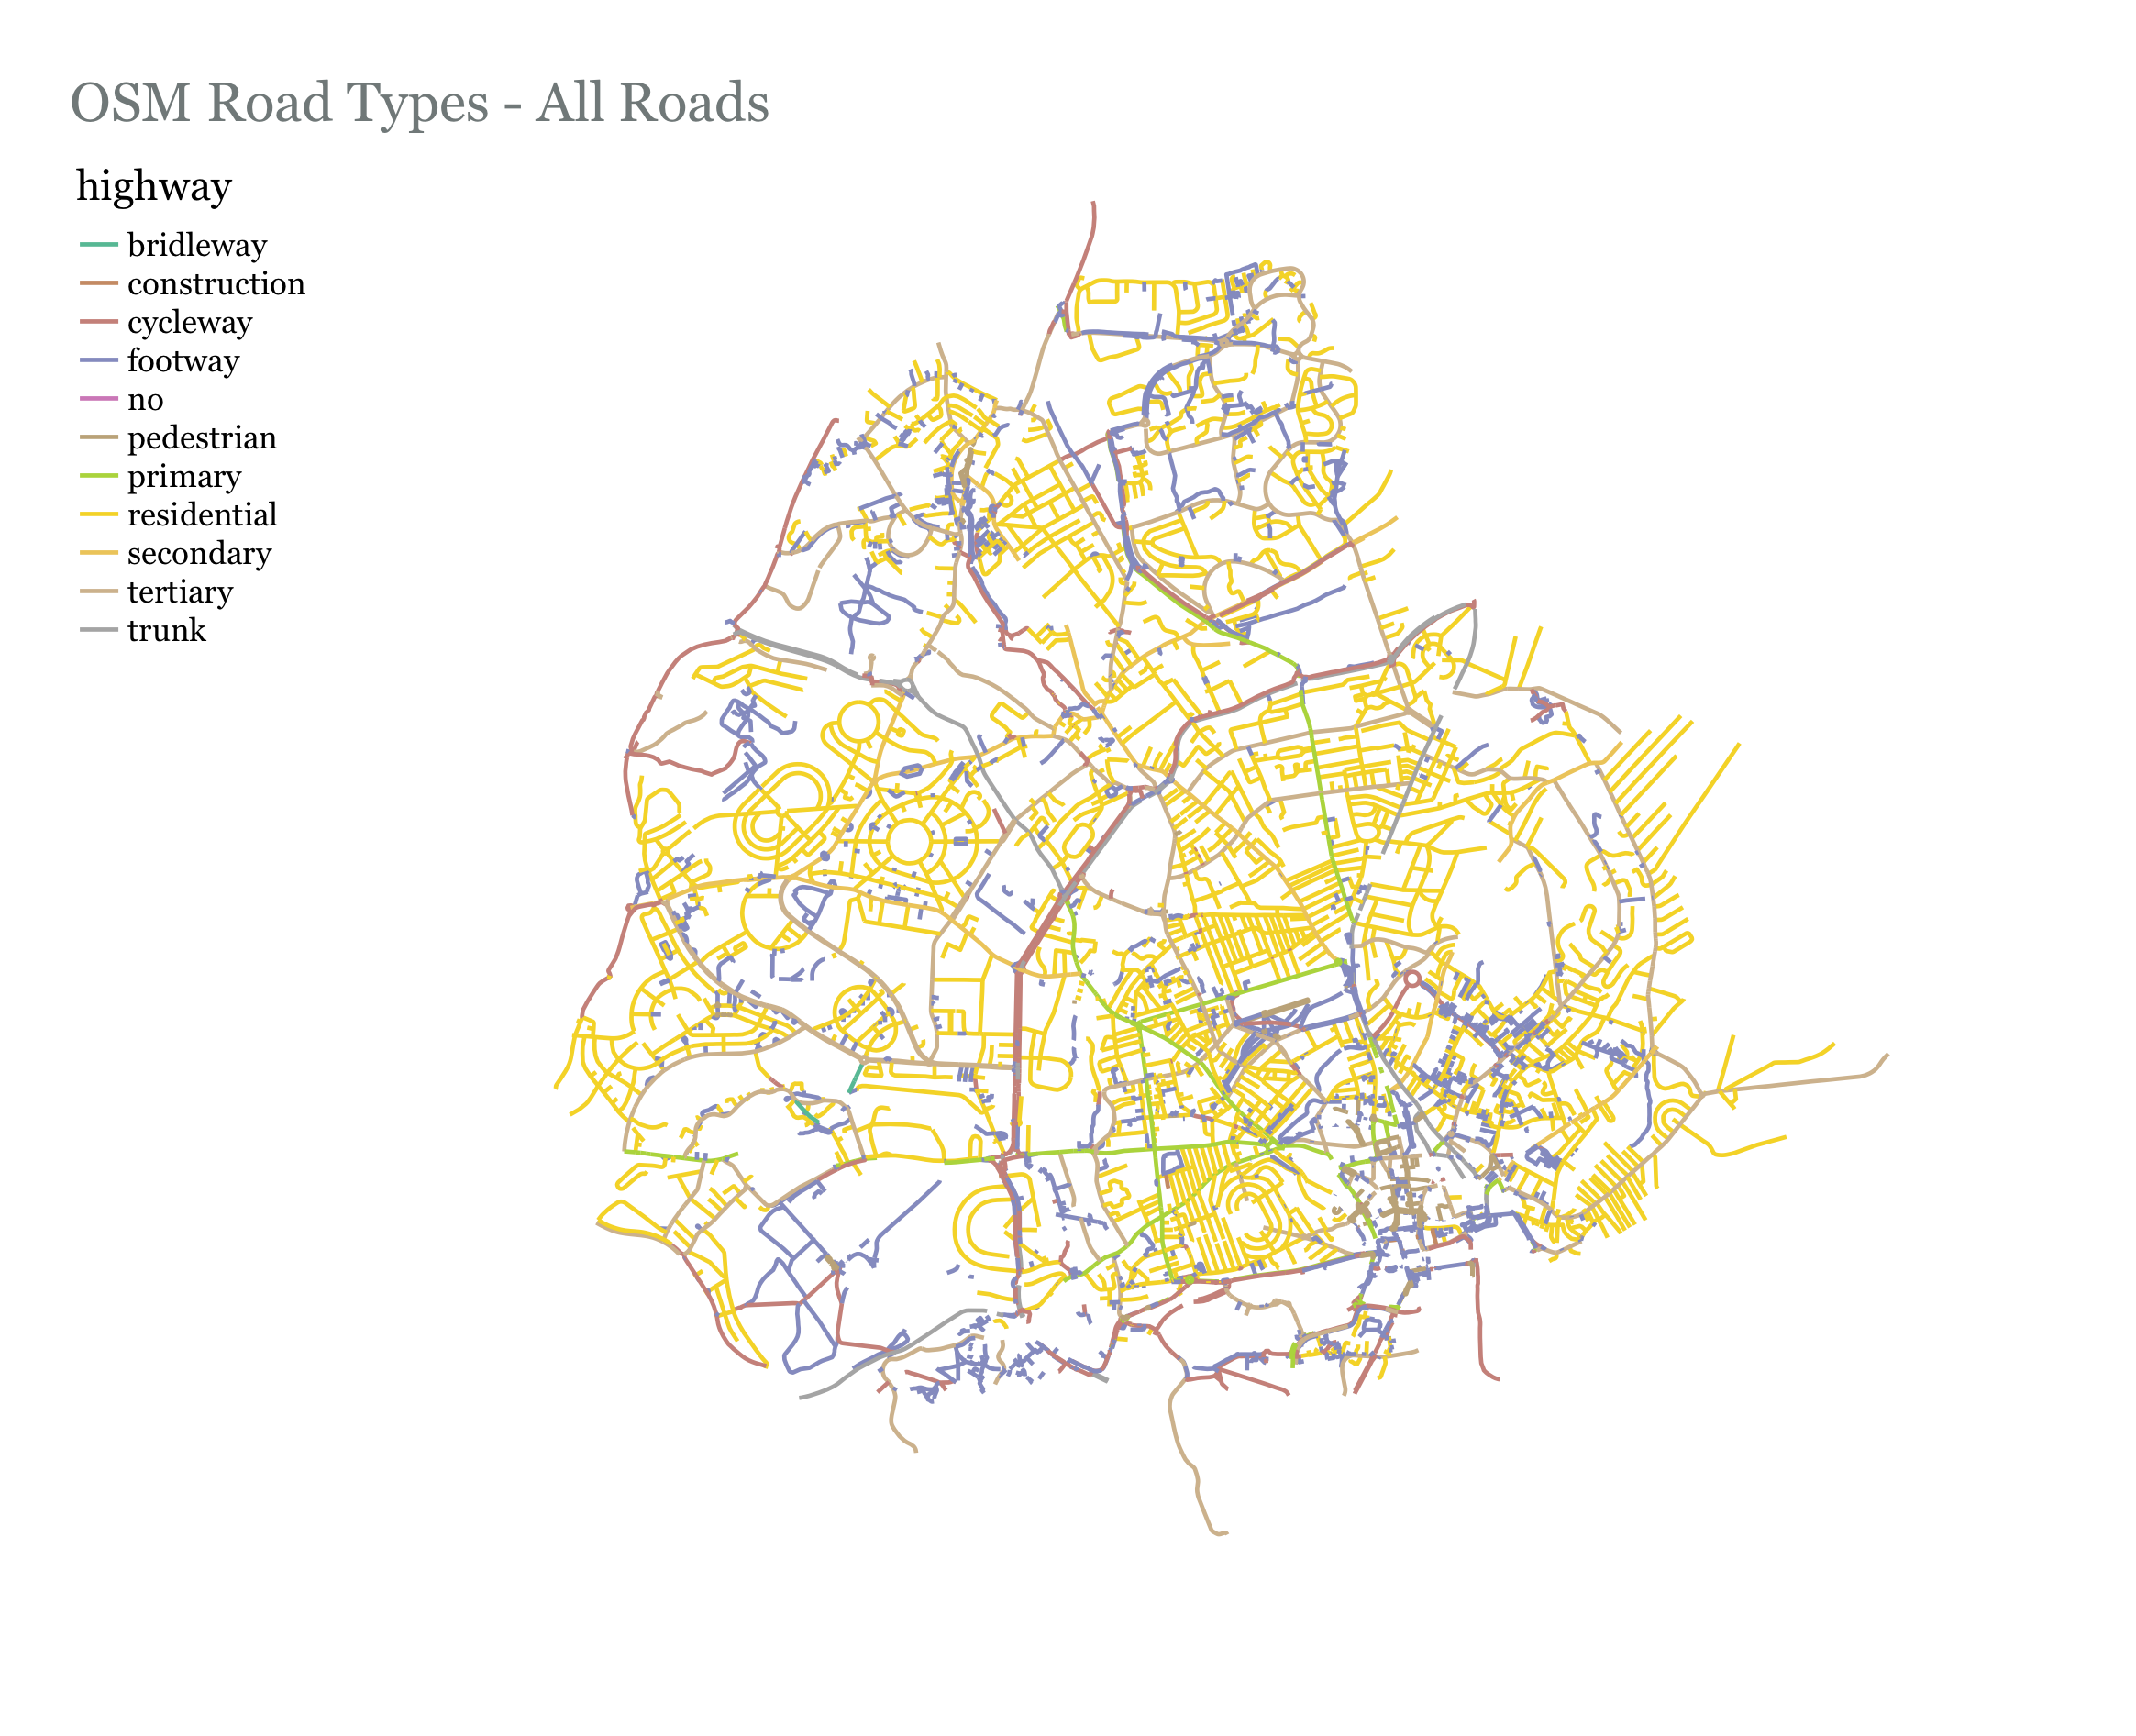 OSM Road Types - All Roads
highway
bridleway
construction
cycleway
footway
no
pedestrian
primary
residential
secondary
tertiary
trunk